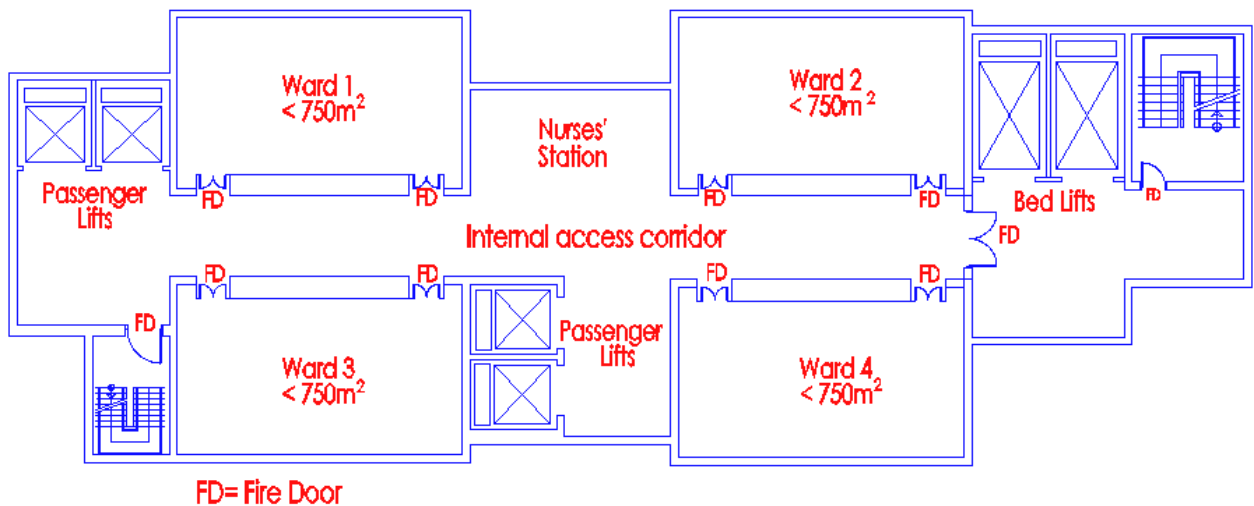 Ward 1
< 750m²
Ward 2
< 750m²
Nurses'
Station
Passenger
Lifts
FD
FD
FD
FD
Bed Lifts
FD
Internal access corridor
FD
FD
FD
FD
FD
FD
Passenger
Lifts
Ward 3
< 750m²
Ward 4
< 750m²
FD= Fire Door